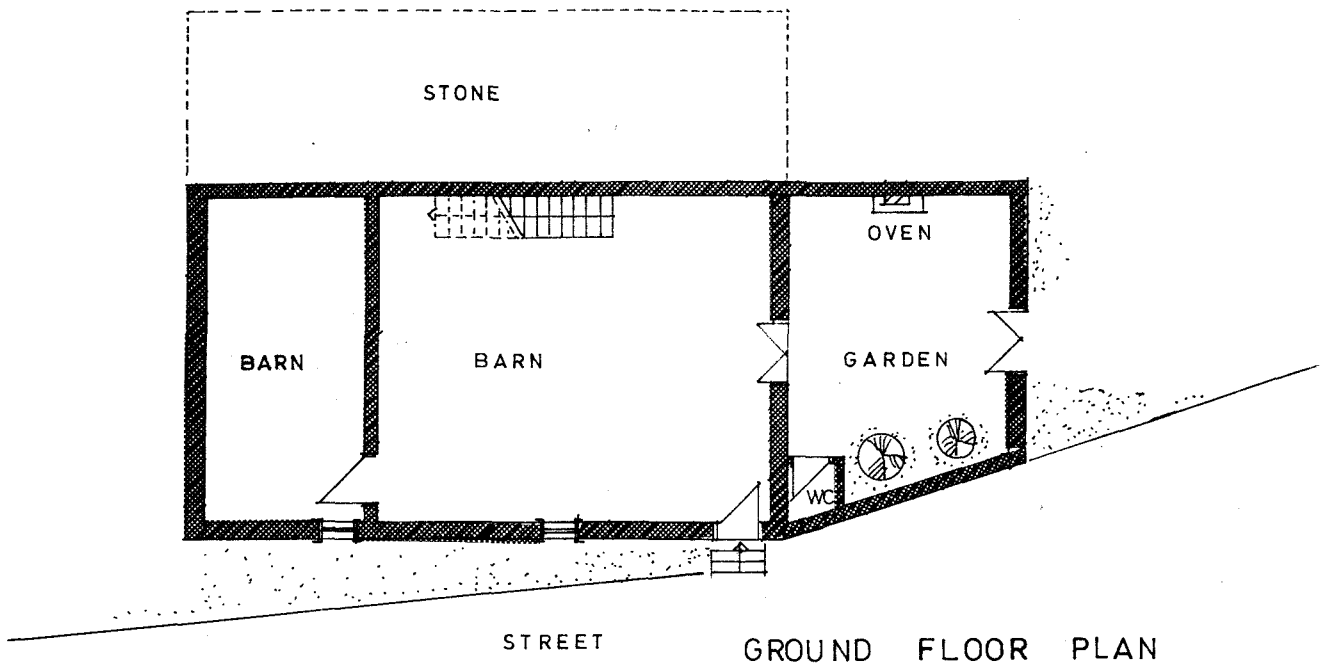 STONE
OVEN
BARN
BARN
GARDEN
WC
STREET
GROUND FLOOR PLAN